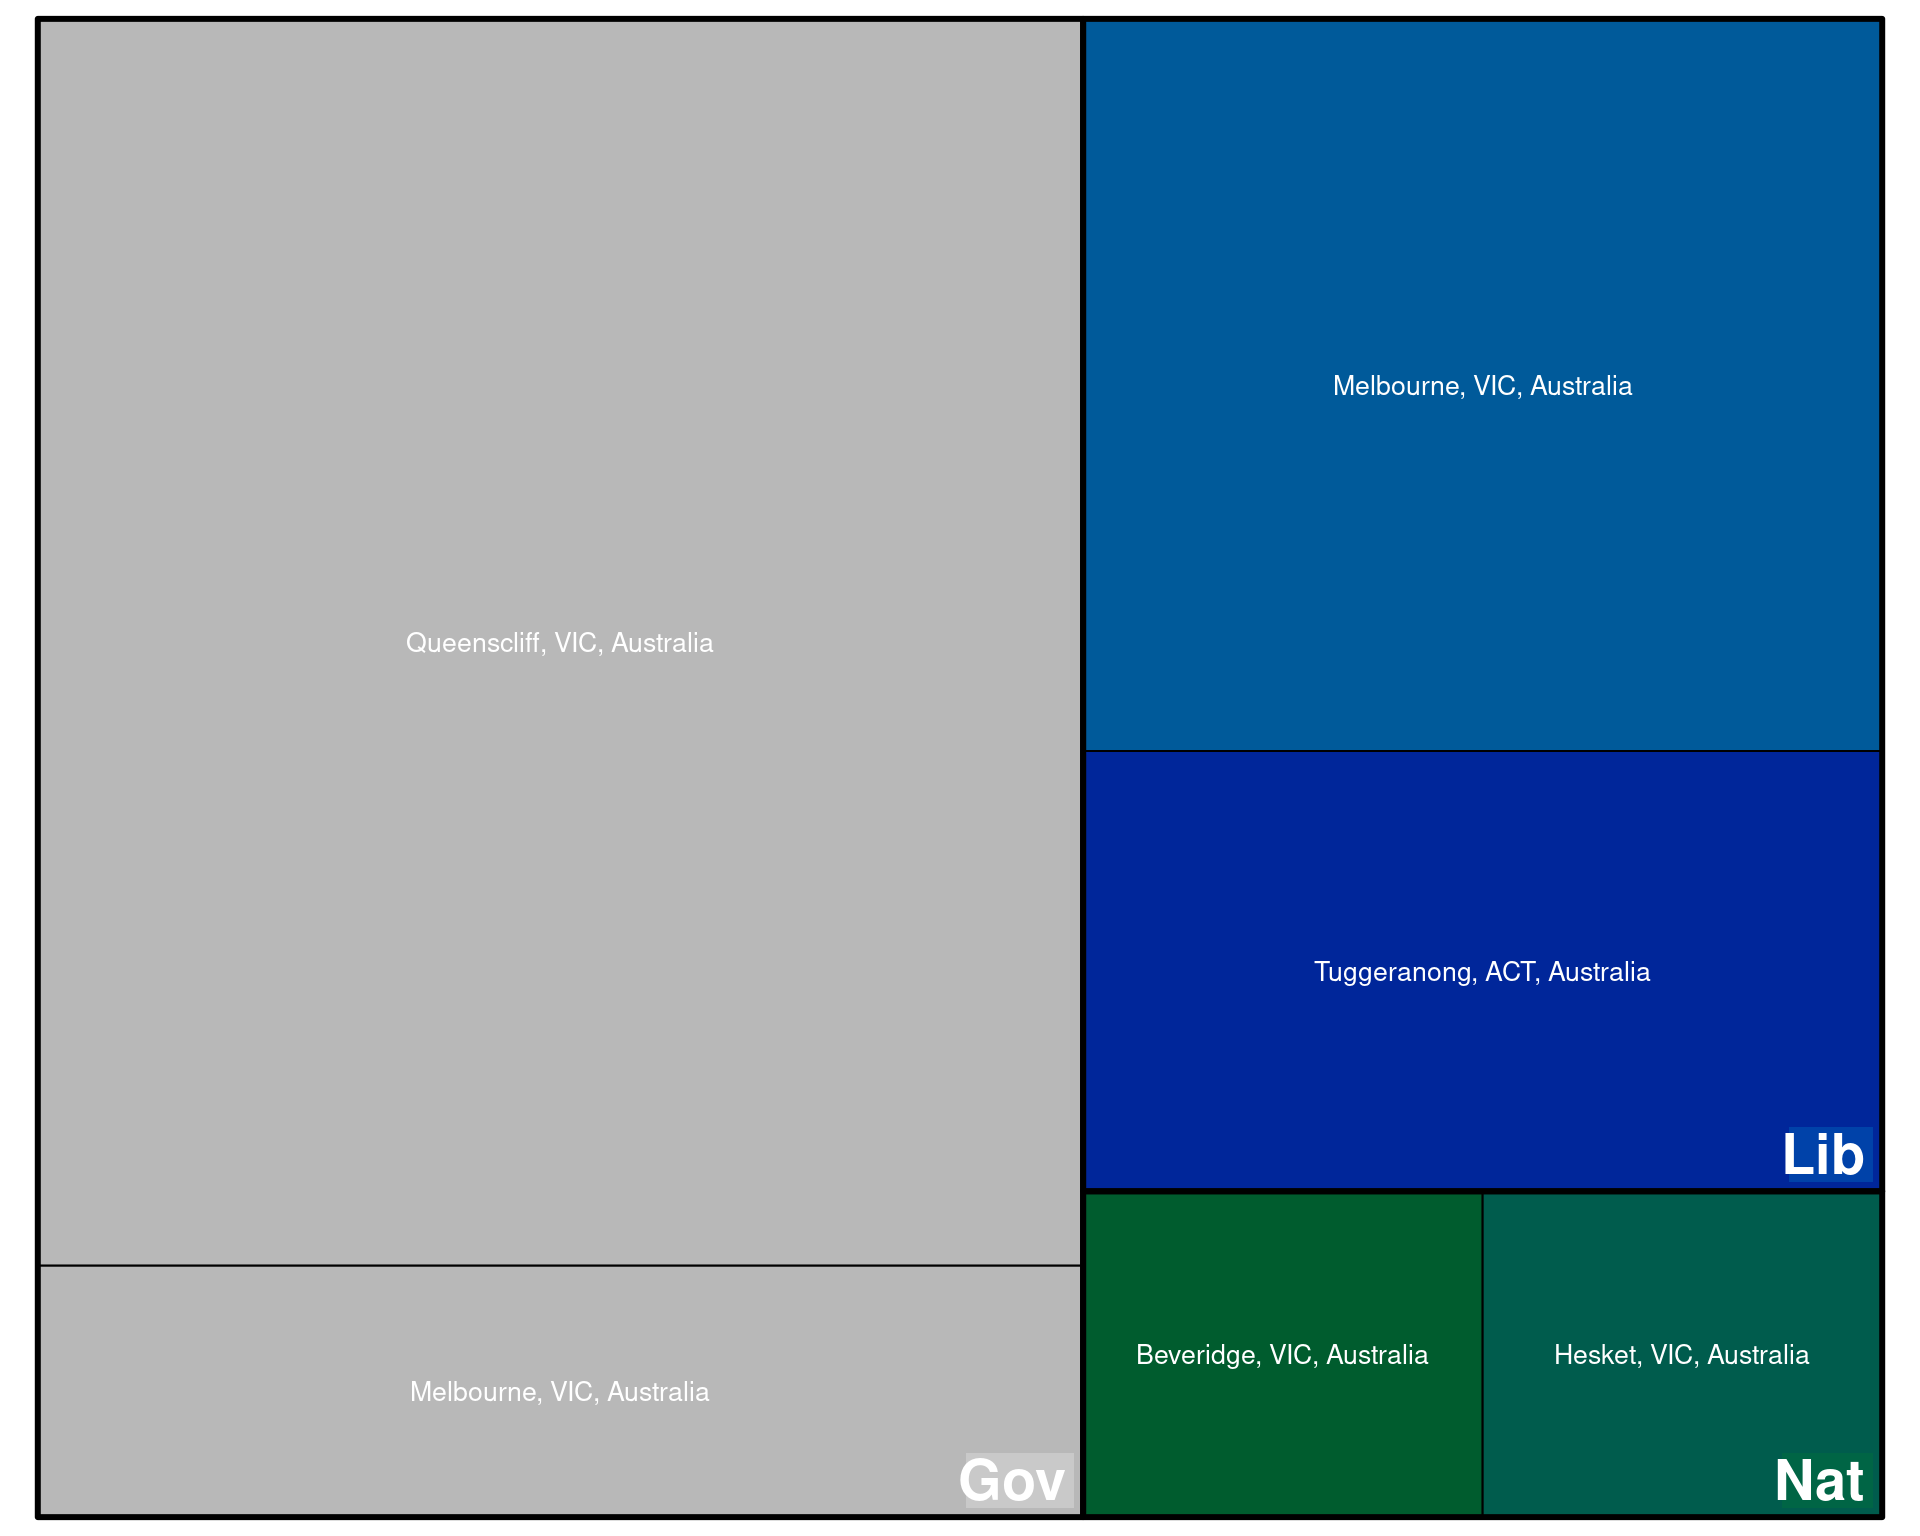 Queenscliff, VIC, Australia
Melbourne, VIC, Australia
Gov
Melbourne, VIC, Australia
Tuggeranong, ACT, Australia
Lib
Beveridge, VIC, Australia
Hesket, VIC, Australia
Nat